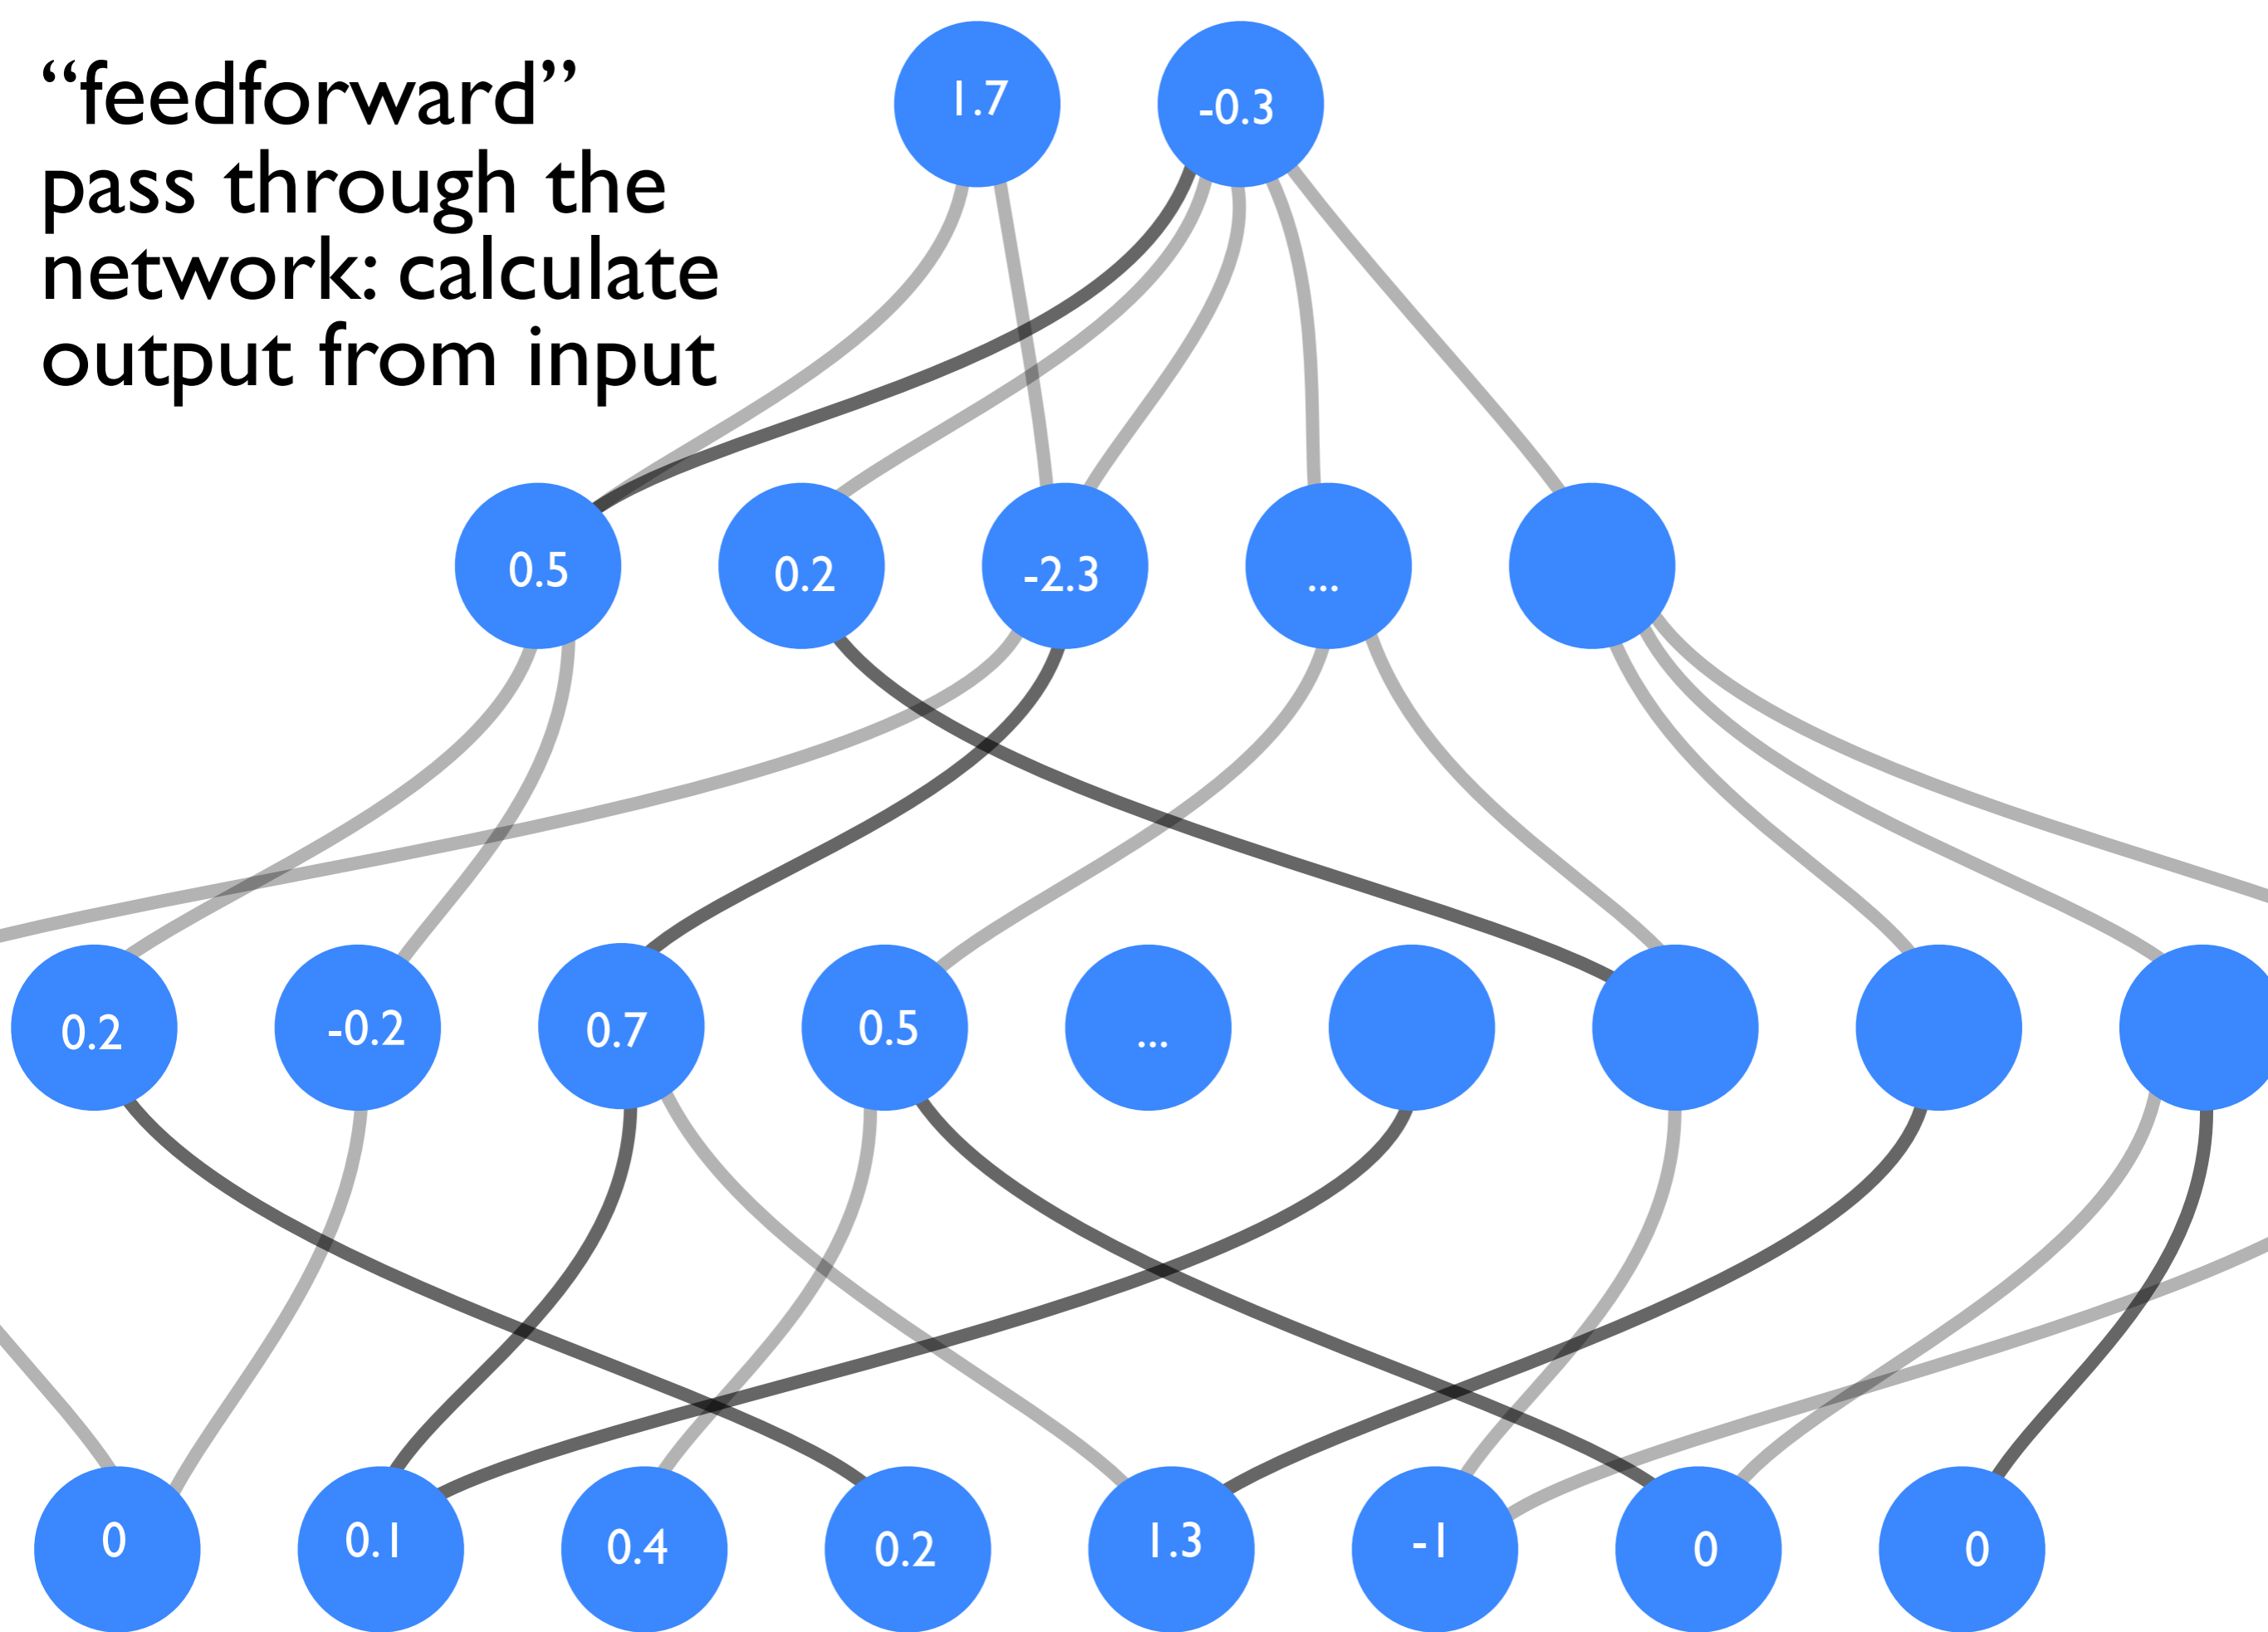 “feedforward”
pass through the
network: calculate
output from input
1.7 -0.3
0.5 0.2 -2.3 ...
0.2 -0.2 0.7 0.5 ...
0 0.1 0.4 0.2 1.3 -1 0 0